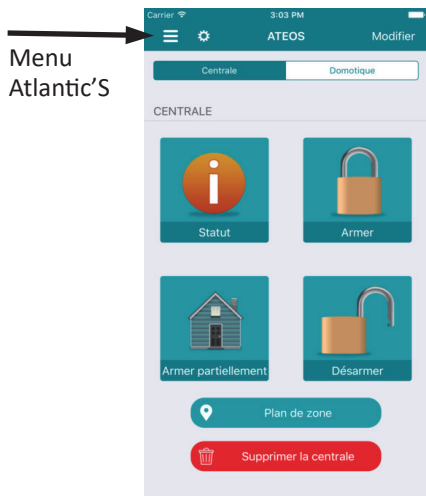 Carrier 3:03 PM
ATEOS Modifier
Menu
Atlantic'S
Centrale Domotique
CENTRALE
Statut Armer
Armer partiellement Désarmer
Plan de zone
Supprimer la centrale